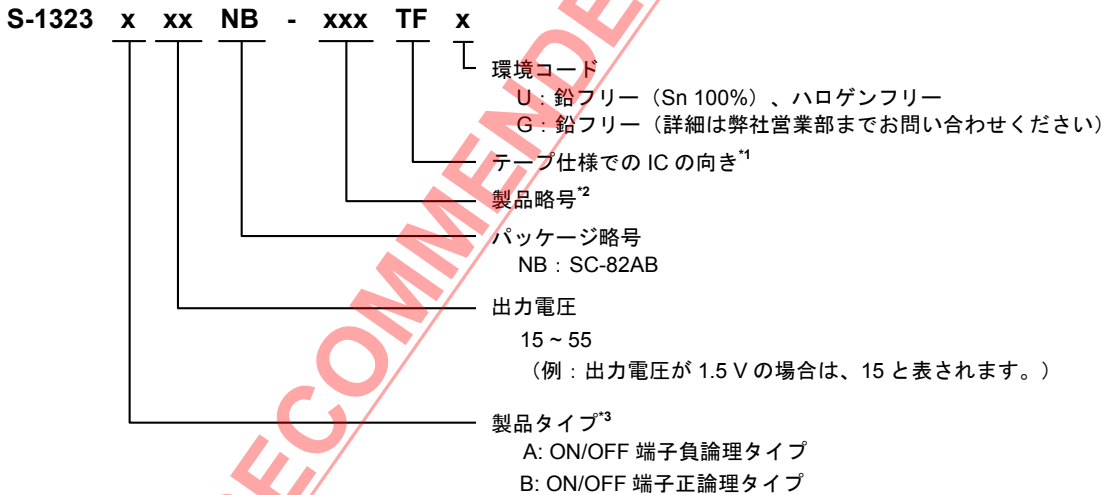 S-1323 x xx NB - xxx TF x
環境コード
U：鉛フリー（Sn 100%）、ハロゲンフリー
G：鉛フリー（詳細は弊社営業部までお問い合わせください）
テープ仕様での IC の向き*1
製品略号*2
パッケージ略号
NB：SC-82AB
出力電圧
15 ~ 55
（例：出力電圧が 1.5 V の場合は、15 と表されます。）
製品タイプ*3
A: ON/OFF 端子負論理タイプ
B: ON/OFF 端子正論理タイプ
RECOMMENDE